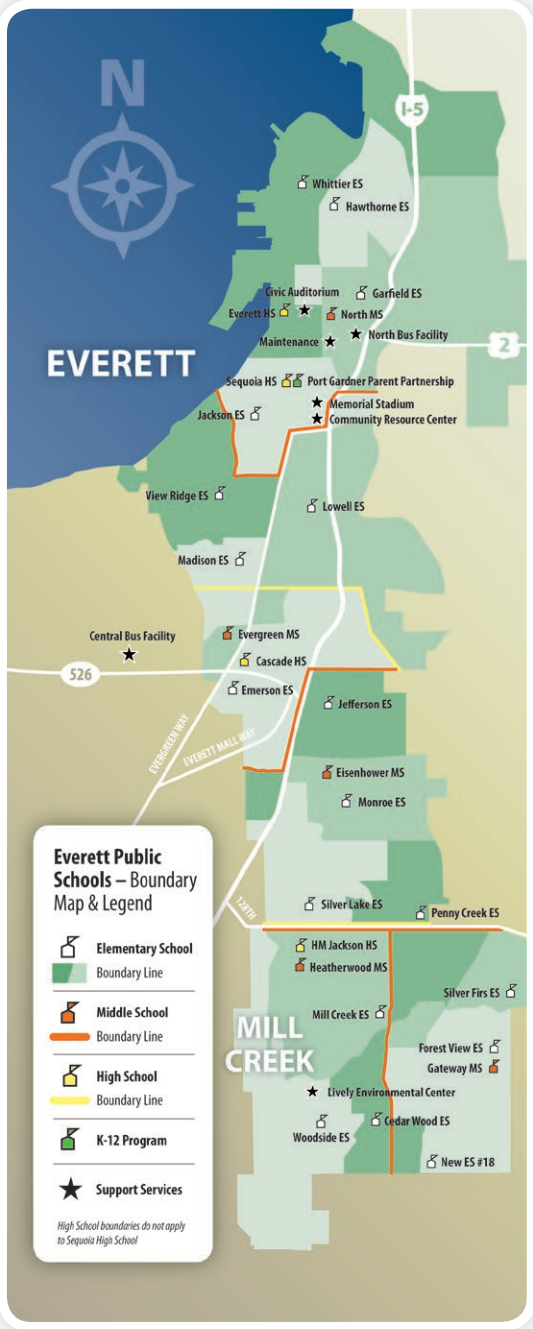 N
I-5
Whittier ES
Hawthorne ES
Civic Auditorium
Garfield ES
Everett HS
North MS
Maintenance
North Bus Facility
EVERETT
2
Sequoia HS
Port Gardner Parent Partnership
Memorial Stadium
Jackson ES
Community Resource Center
View Ridge ES
Lowell ES
Madison ES
Central Bus Facility
Evergreen MS
Cascade HS
526
Emerson ES
Jefferson ES
EVERGREEN WAY
EVERETT MALL WAY
Eisenhower MS
Monroe ES
Everett Public
Schools – Boundary
Map & Legend
Elementary School
Boundary Line
Middle School
Boundary Line
High School
Boundary Line
K-12 Program
Support Services
High School boundaries do not apply
to Sequoia High School
128TH
Silver Lake ES
Penny Creek ES
HM Jackson HS
Heatherwood MS
Silver Firs ES
Mill Creek ES
MILL
CREEK
Forest View ES
Gateway MS
Lively Environmental Center
Cedar Wood ES
Woodside ES
New ES #18